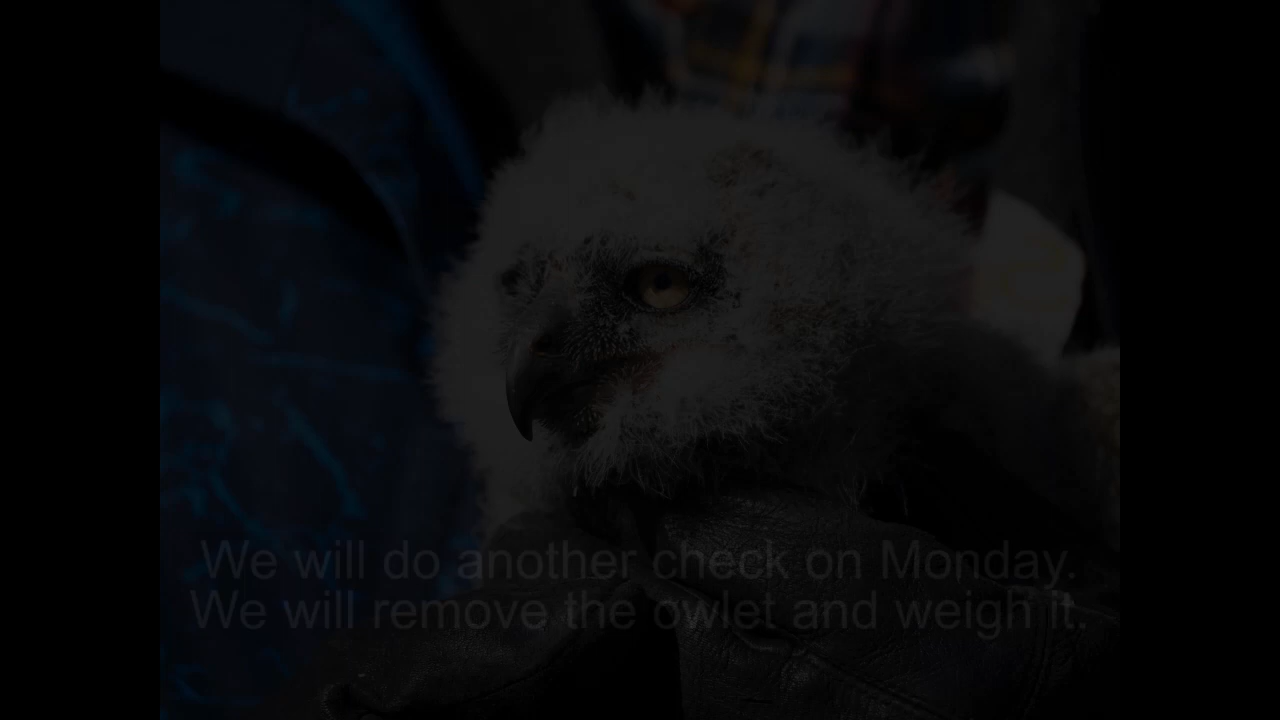 We will do another check on Monday.
We will remove the owlet and weigh it.